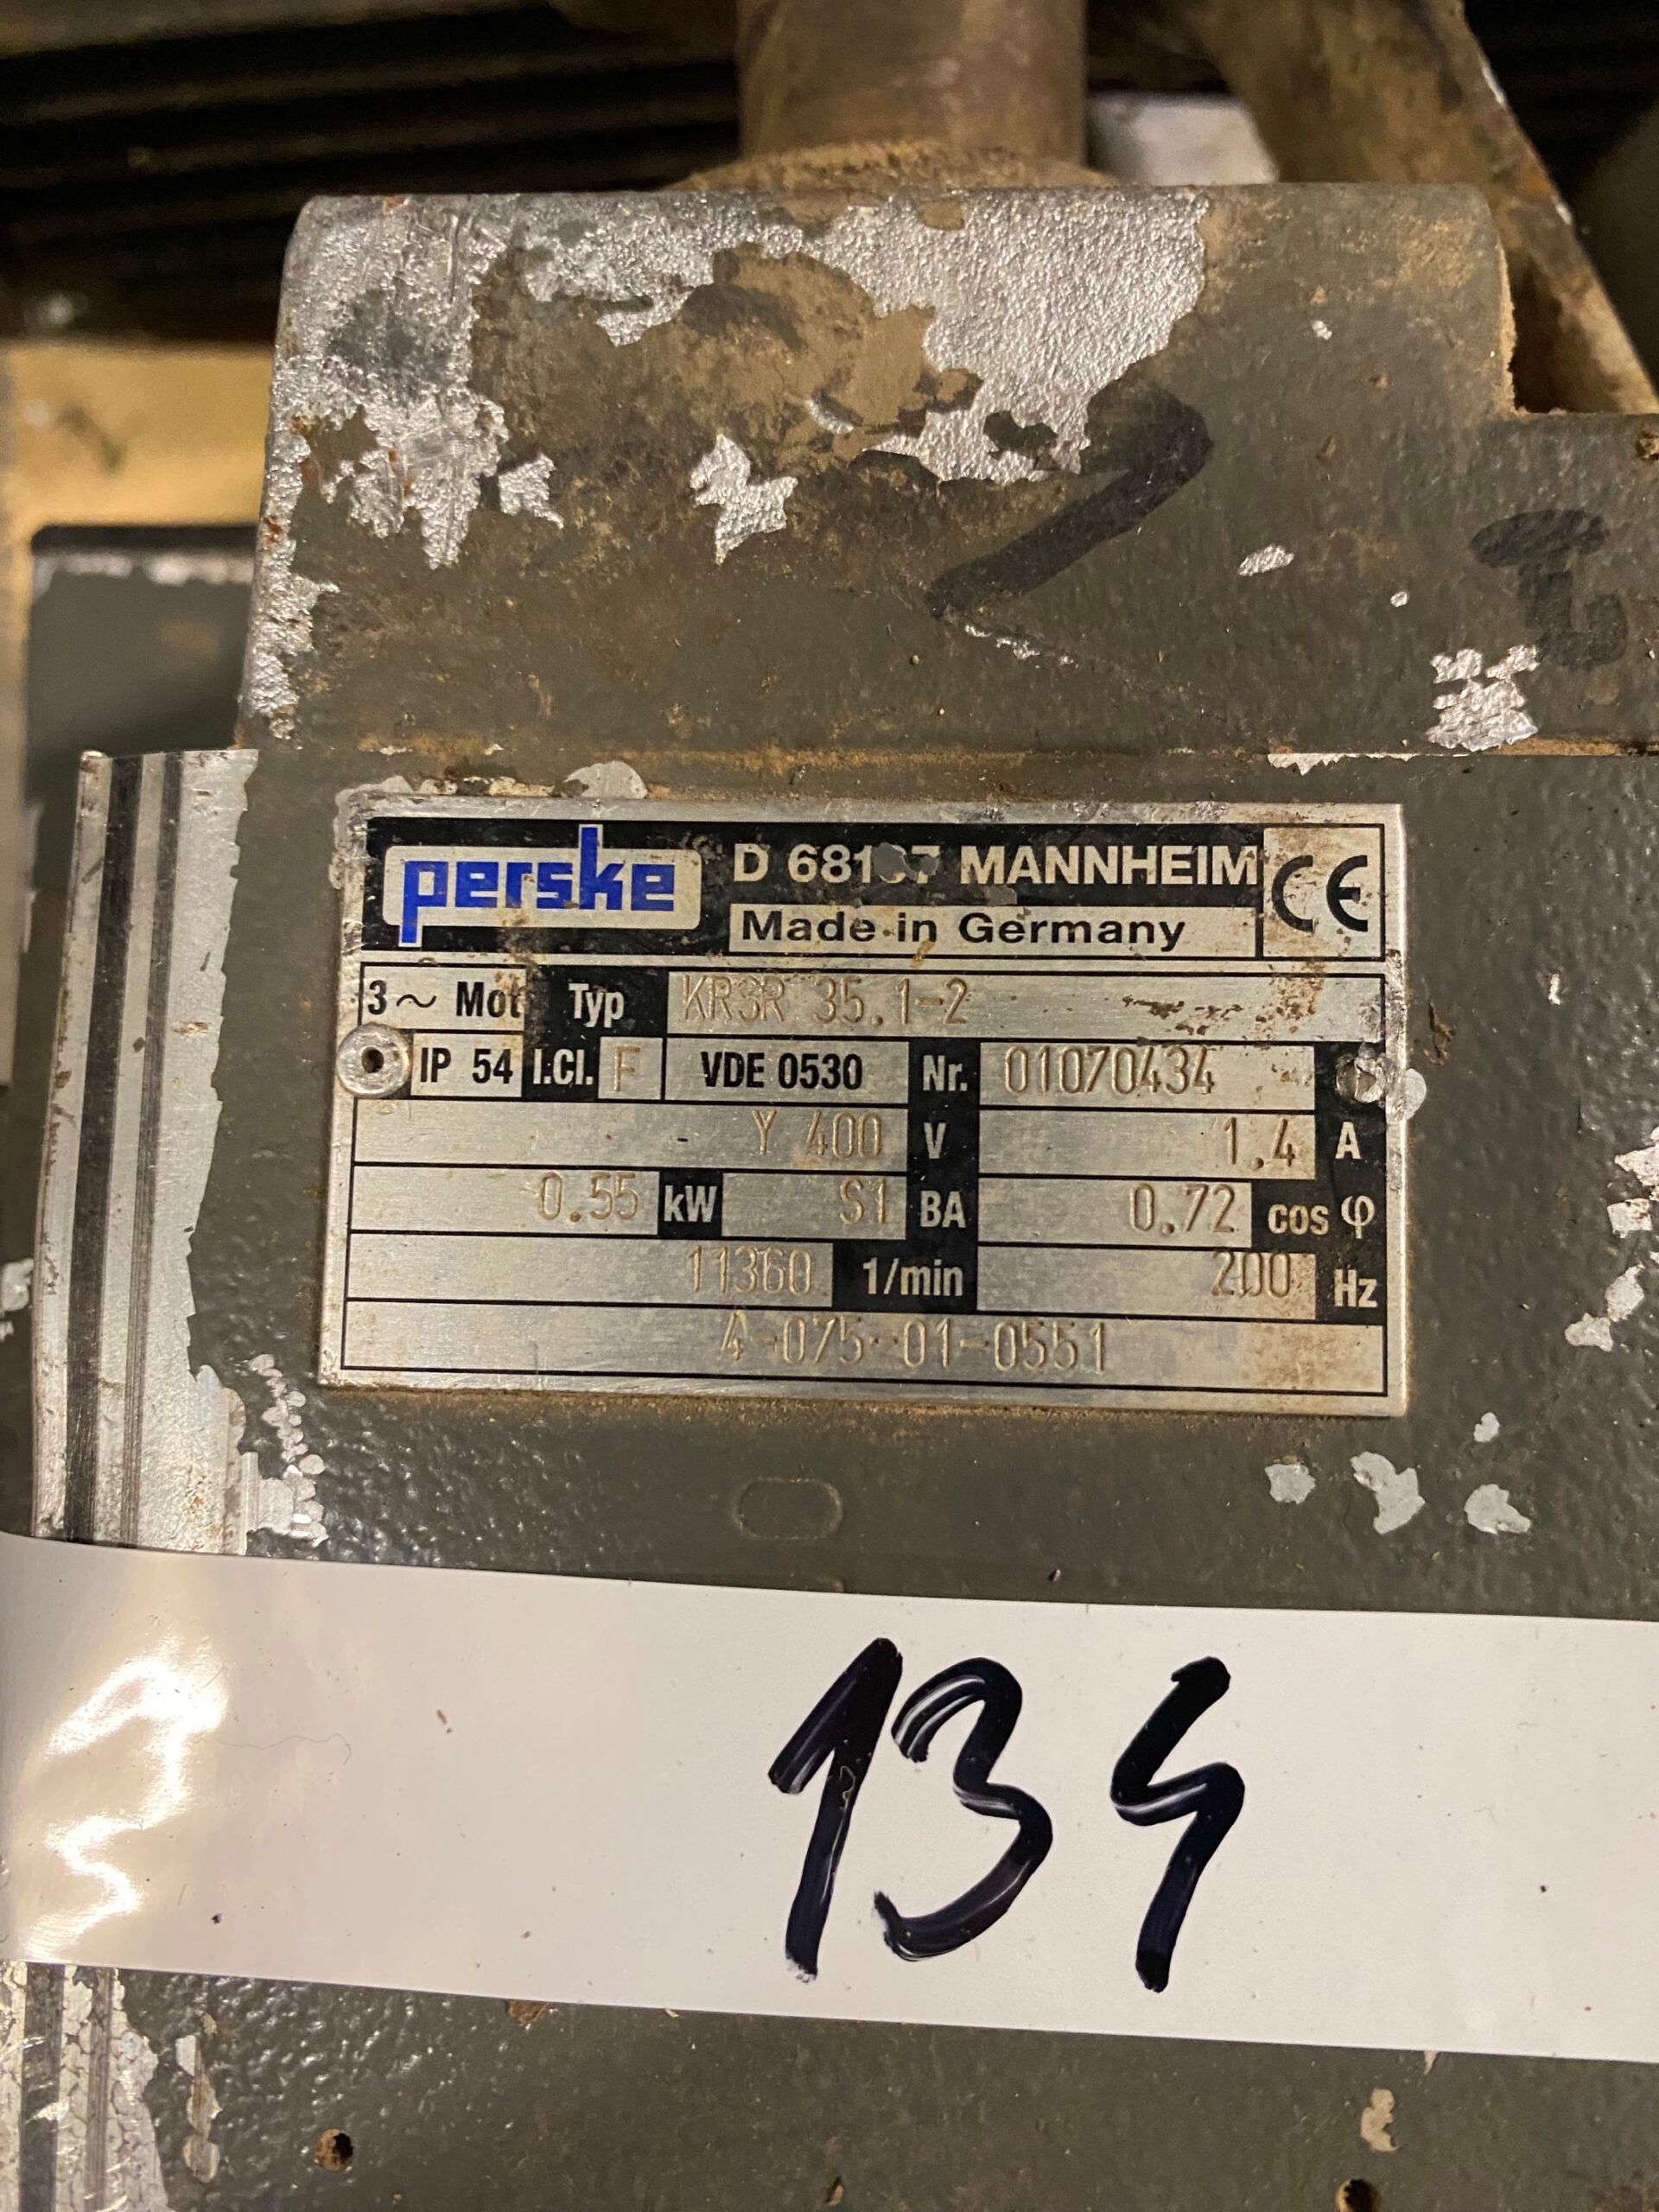 perske D 68167 MANNHEIM CE
Made in Germany
3~ Mot Typ KR3R 35.1-2
IP 54 I.Cl. F VDE 0530 Nr. 01070434
Y 400 V 1,4 A
0.55 kW S1 BA 0.72 cos φ
11360 1/min 200 Hz
4-075-01-0551
134